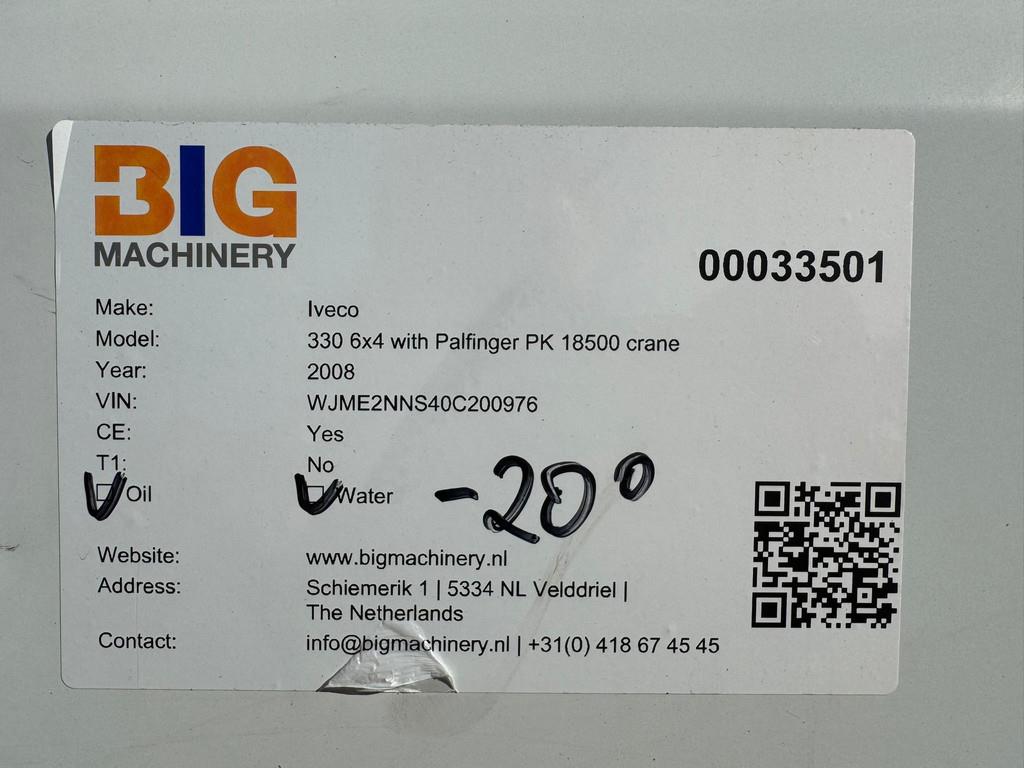 BIG
MACHINERY
00033501
Make: Iveco
Model: 330 6x4 with Palfinger PK 18500 crane
Year: 2008
VIN: WJME2NNS40C200976
CE: Yes
T1: No
Oil Water -20°
Website: www.bigmachinery.nl
Address: Schiemerik 1 | 5334 NL Velddriel |
The Netherlands
Contact: info@bigmachinery.nl | +31(0) 418 67 45 45